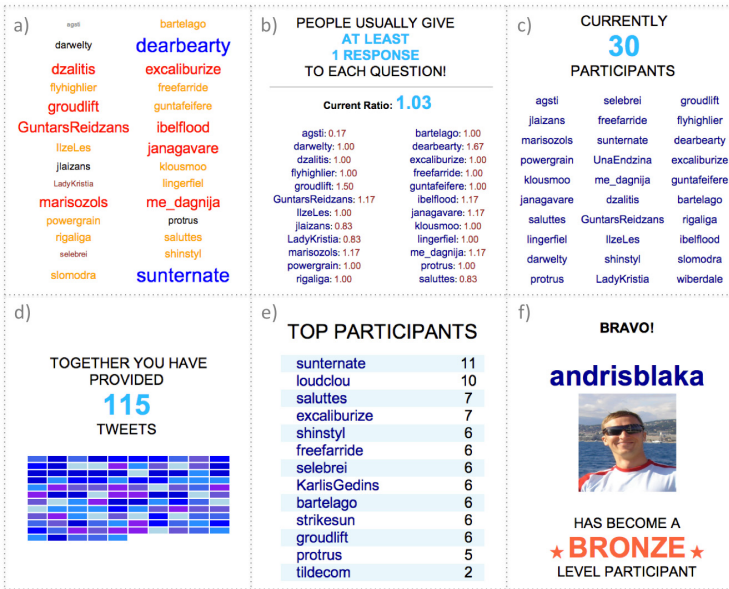 a)
agsti bartelago
darwelty dearbearty
dzalitis excaliburize
flyhighlier freefarride
groudlift guntafeifere
GuntarsReidzans ibelflood
IlzeLes janagavare
jlaizans klousmoo
LadyKristia lingerfiel
marisozols me_dagnija
powergrain protrus
rigaliga saluttes
selebrei shinstyl
slomodra sunternate
b)
PEOPLE USUALLY GIVE
AT LEAST
1 RESPONSE
TO EACH QUESTION!
Current Ratio: 1.03
agsti: 0.17 bartelago: 1.00
darwelty: 1.00 dearbearty: 1.67
dzalitis: 1.00 excaliburize: 1.00
flyhighlier: 1.00 freefarride: 1.00
groudlift: 1.50 guntafeifere: 1.00
GuntarsReidzans: 1.17 ibelflood: 1.17
IlzeLes: 1.00 janagavare: 1.17
jlaizans: 0.83 klousmoo: 1.00
LadyKristia: 0.83 lingerfiel: 1.00
marisozols: 1.17 me_dagnija: 1.17
powergrain: 1.00 protrus: 1.00
rigaliga: 1.00 saluttes: 0.83
c)
CURRENTLY
30
PARTICIPANTS
agsti selebrei groudlift
jlaizans freefarride flyhighlier
marisozols sunternate dearbearty
powergrain UnaEndzina excaliburize
klousmoo me_dagnija guntafeifere
janagavare dzalitis bartelago
saluttes GuntarsReidzans rigaliga
lingerfiel IlzeLes ibelflood
darwelty shinstyl slomodra
protrus LadyKristia wiberdale
d)
TOGETHER YOU HAVE
PROVIDED
115
TWEETS
e)
TOP PARTICIPANTS
sunternate 11
loudclou 10
saluttes 7
excaliburize 7
shinstyl 6
freefarride 6
selebrei 6
KarlisGedins 6
bartelago 6
strikesun 6
groudlift 6
protrus 5
tildecom 2
f)
BRAVO!
andrisblaka
HAS BECOME A
★ BRONZE ★
LEVEL PARTICIPANT